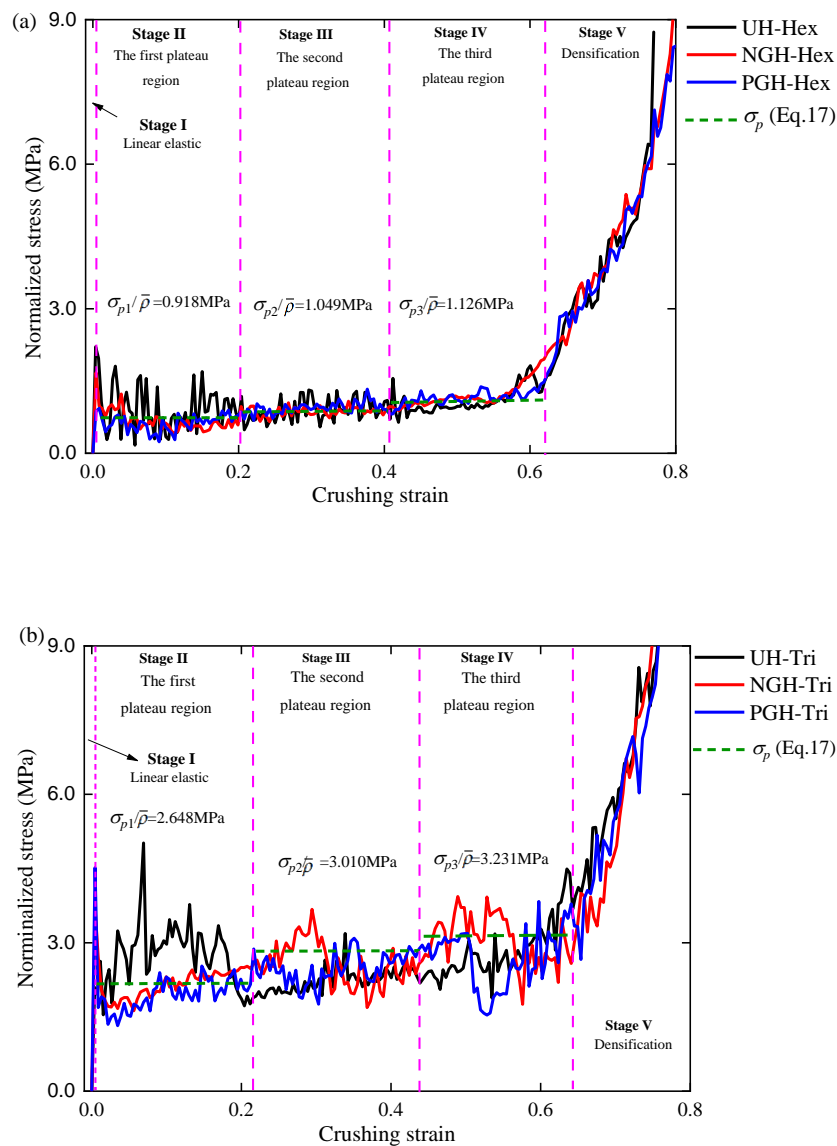 (a)
9.0
6.0
3.0
0.0
Normalized stress (MPa)
Stage II
The first plateau
region
Stage I
Linear elastic
Stage III
The second
plateau region
Stage IV
The third
plateau region
Stage V
Densification
UH-Hex
NGH-Hex
PGH-Hex
σp (Eq.17)
σp1/ρ̄=0.918MPa
σp2/ρ̄=1.049MPa
σp3/ρ̄=1.126MPa
0.0 0.2 0.4 0.6 0.8
Crushing strain
(b)
9.0
6.0
3.0
0.0
Norminalized stress (MPa)
Stage II
The first
plateau region
Stage I
Linear elastic
Stage III
The second
plateau region
Stage IV
The third
plateau region
Stage V
Densification
UH-Tri
NGH-Tri
PGH-Tri
σp (Eq.17)
σp1/ρ̄=2.648MPa
σp2/ρ̄ =3.010MPa
σp3/ρ̄=3.231MPa
0.0 0.2 0.4 0.6 0.8
Crushing strain